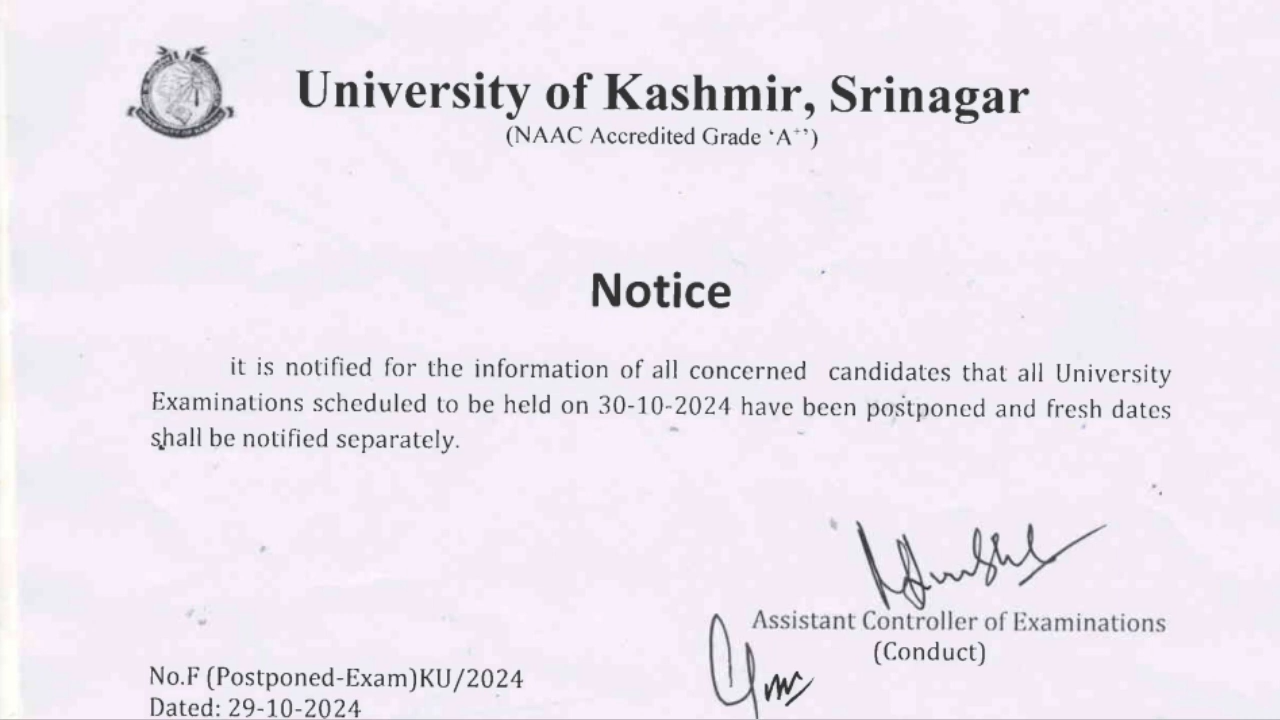 University of Kashmir, Srinagar
(NAAC Accredited Grade ‘A⁺⁺’)
Notice
it is notified for the information of all concerned candidates that all University
Examinations scheduled to be held on 30-10-2024 have been postponed and fresh dates
shall be notified separately.
Assistant Controller of Examinations
(Conduct)
No.F (Postponed-Exam)KU/2024
Dated: 29-10-2024